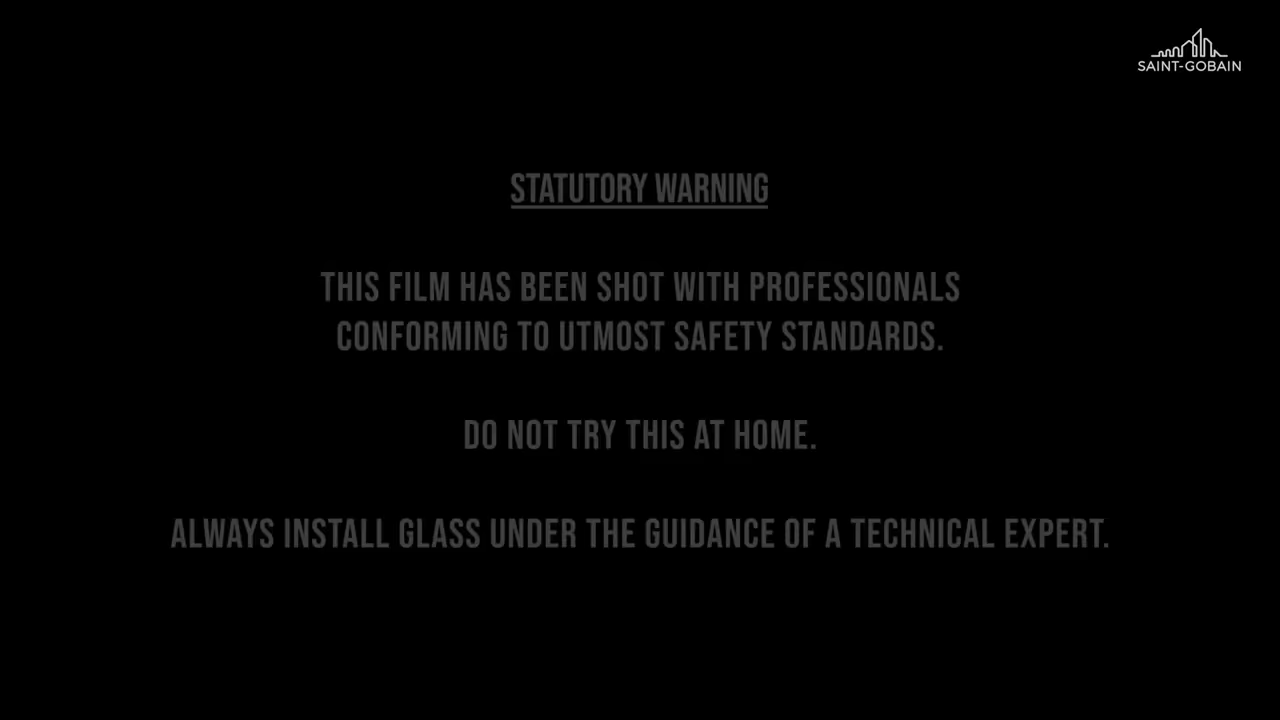 SAINT-GOBAIN
STATUTORY WARNING
THIS FILM HAS BEEN SHOT WITH PROFESSIONALS
CONFORMING TO UTMOST SAFETY STANDARDS.
DO NOT TRY THIS AT HOME.
ALWAYS INSTALL GLASS UNDER THE GUIDANCE OF A TECHNICAL EXPERT.